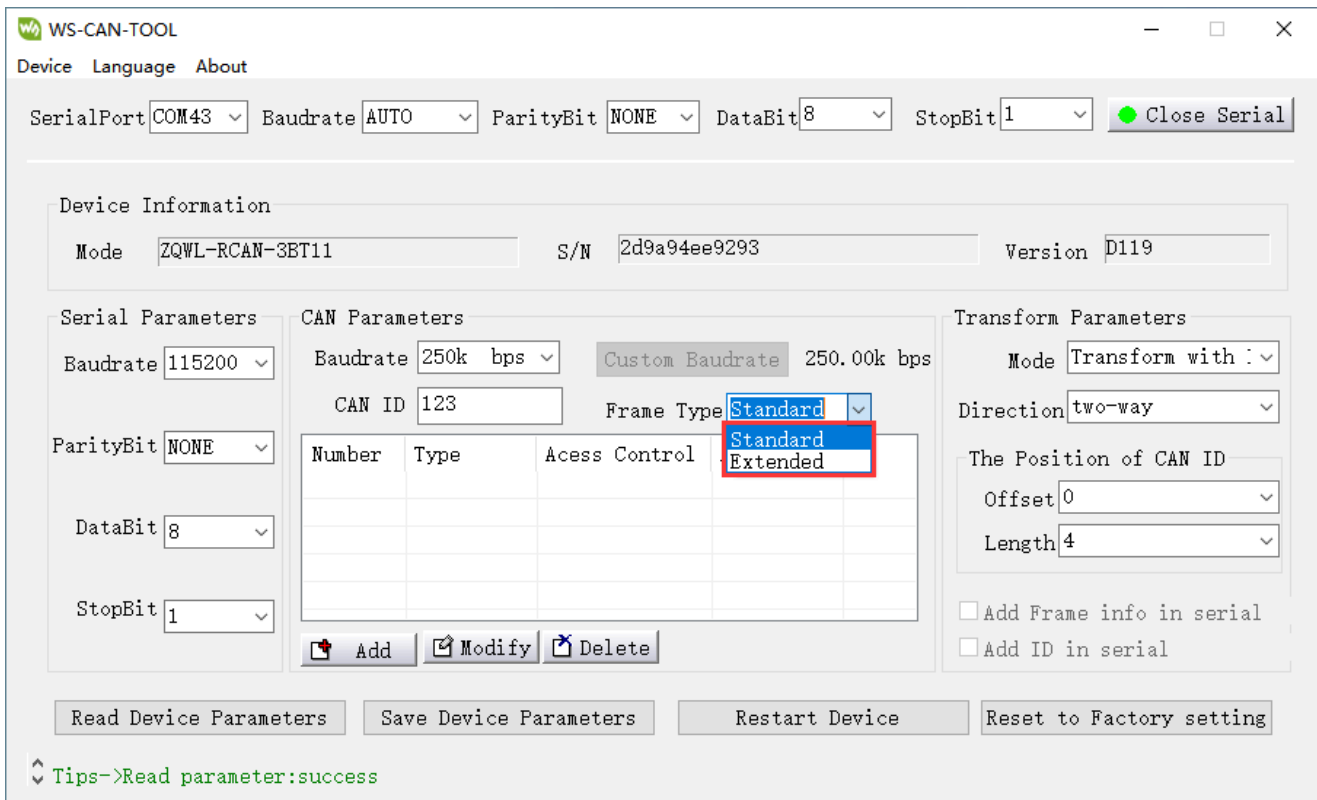 WS-CAN-TOOL
Device Language About
SerialPort COM43 Baudrate AUTO ParityBit NONE DataBit 8 StopBit 1 Close Serial
Device Information
Mode ZQWL-RCAN-3BT11 S/N 2d9a94ee9293 Version D119
Serial Parameters
Baudrate 115200
ParityBit NONE
DataBit 8
StopBit 1
CAN Parameters
Baudrate 250k bps Custom Baudrate 250.00k bps
CAN ID 123 Frame Type Standard
Standard
Extended
Number Type Acess Control
Add Modify Delete
Transform Parameters
Mode Transform with
Direction two-way
The Position of CAN ID
Offset 0
Length 4
Add Frame info in serial
Add ID in serial
Read Device Parameters Save Device Parameters Restart Device Reset to Factory setting
Tips->Read parameter:success